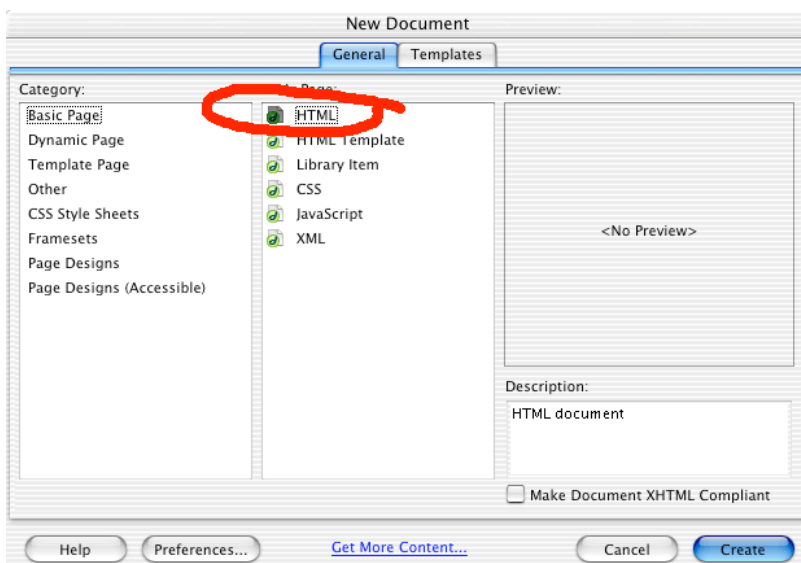 New Document
General Templates
Category:
Basic Page
Dynamic Page
Template Page
Other
CSS Style Sheets
Framesets
Page Designs
Page Designs (Accessible)
Page:
HTML
HTML Template
Library Item
CSS
JavaScript
XML
Preview:
<No Preview>
Description:
HTML document
Make Document XHTML Compliant
Help Preferences... Get More Content... Cancel Create